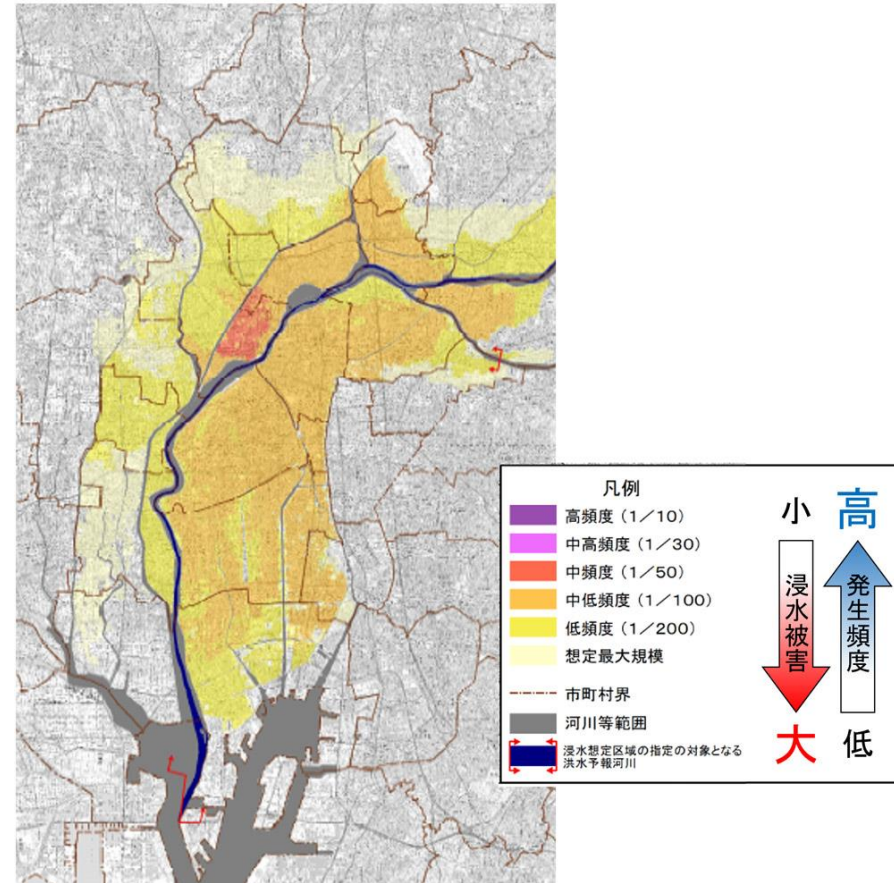 凡例
高頻度（1／10）
中高頻度（1／30）
中頻度（1／50）
中低頻度（1／100）
低頻度（1／200）
想定最大規模
市町村界
河川等範囲
浸水想定区域の指定の対象となる
洪水予報河川
小
浸水被害
大
高
発生頻度
低